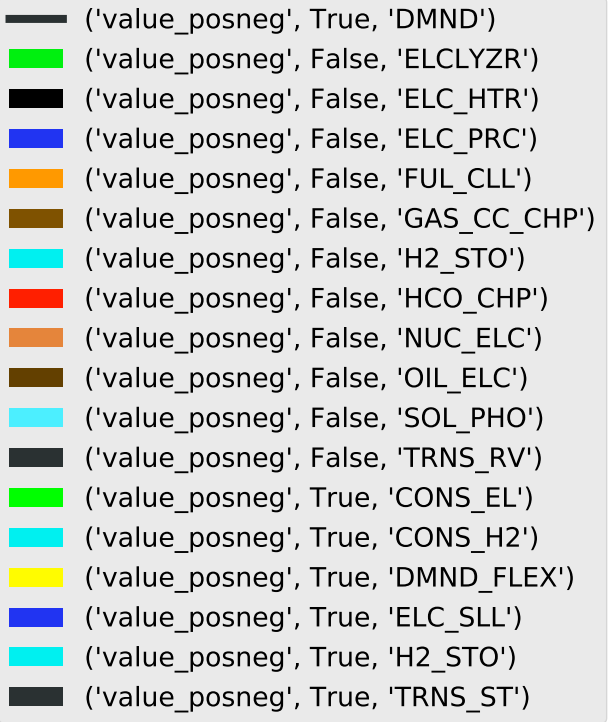 ('value_posneg', True, 'DMND')
('value_posneg', False, 'ELCLYZR')
('value_posneg', False, 'ELC_HTR')
('value_posneg', False, 'ELC_PRC')
('value_posneg', False, 'FUL_CLL')
('value_posneg', False, 'GAS_CC_CHP')
('value_posneg', False, 'H2_STO')
('value_posneg', False, 'HCO_CHP')
('value_posneg', False, 'NUC_ELC')
('value_posneg', False, 'OIL_ELC')
('value_posneg', False, 'SOL_PHO')
('value_posneg', False, 'TRNS_RV')
('value_posneg', True, 'CONS_EL')
('value_posneg', True, 'CONS_H2')
('value_posneg', True, 'DMND_FLEX')
('value_posneg', True, 'ELC_SLL')
('value_posneg', True, 'H2_STO')
('value_posneg', True, 'TRNS_ST')